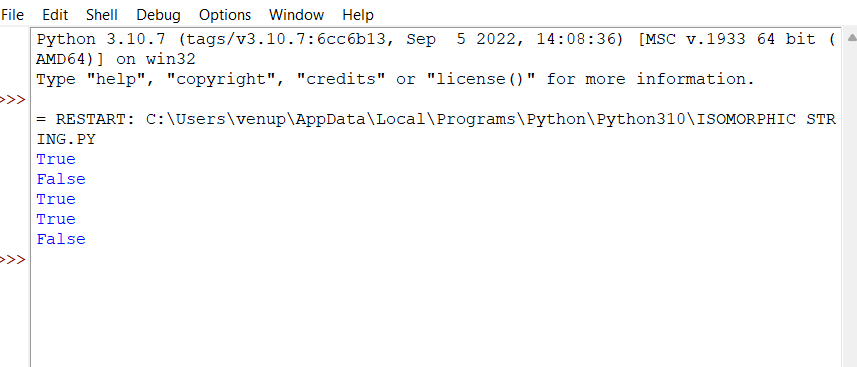 File Edit Shell Debug Options Window Help
Python 3.10.7 (tags/v3.10.7:6cc6b13, Sep  5 2022, 14:08:36) [MSC v.1933 64 bit (
AMD64)] on win32
Type "help", "copyright", "credits" or "license()" for more information.
>>>
= RESTART: C:\Users\venup\AppData\Local\Programs\Python\Python310\ISOMORPHIC STR
ING.PY
True
False
True
True
False
>>>